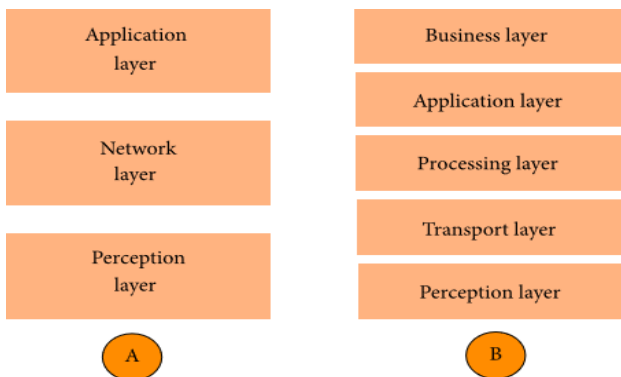 Application
layer
Network
layer
Perception
layer
A
Business layer
Application layer
Processing layer
Transport layer
Perception layer
B